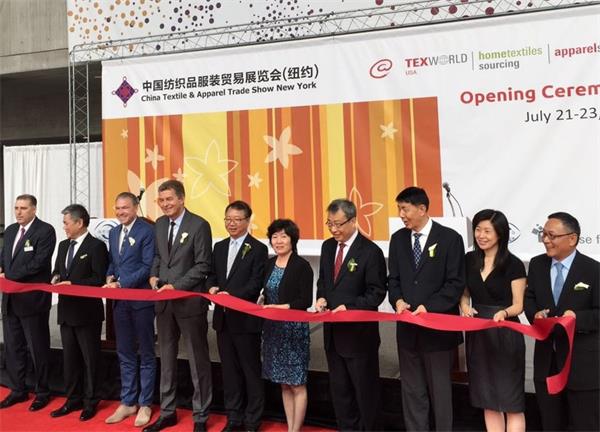 中国纺织品服装贸易展览会(纽约)
China Textile & Apparel Trade Show New York
TEXWORLD
USA
hometextiles
sourcing
apparels
Opening Cerem
July 21-23,